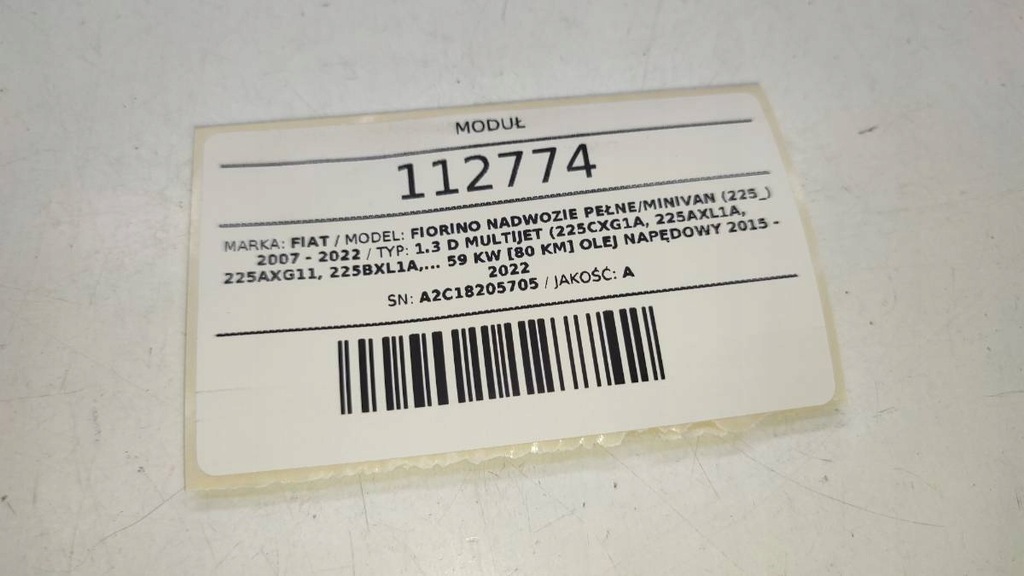 MODUŁ
112774
MARKA: FIAT / MODEL: FIORINO NADWOZIE PEŁNE/MINIVAN (225_)
2007 - 2022 / TYP: 1.3 D MULTIJET (225CXG1A, 225AXL1A,
225AXG11, 225BXL1A,... 59 KW [80 KM] OLEJ NAPĘDOWY 2015 -
2022
SN: A2C18205705 / JAKOŚĆ: A